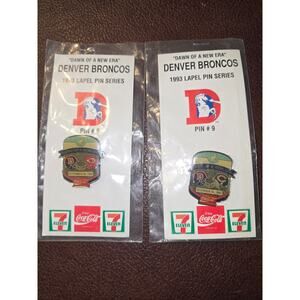 "DAWN OF A NEW ERA"
DENVER BRONCOS
1993 LAPEL PIN SERIES
D
PIN # 9
7
ELEVEN
Coca-Cola
7
ELEVEN
"DAWN OF A NEW ERA"
DENVER BRONCOS
1993 LAPEL PIN SERIES
D
PIN # 9
7
ELEVEN
Coca-Cola
7
ELEVEN